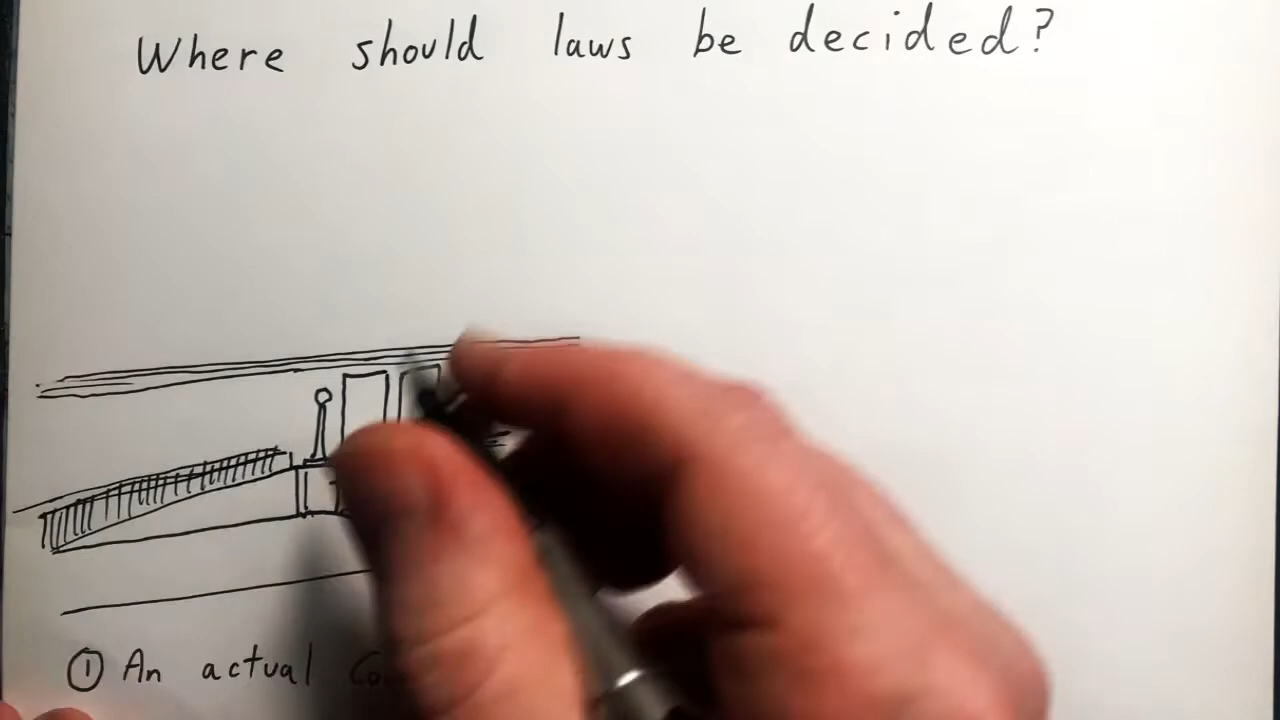 Where should laws be decided?
① An actual